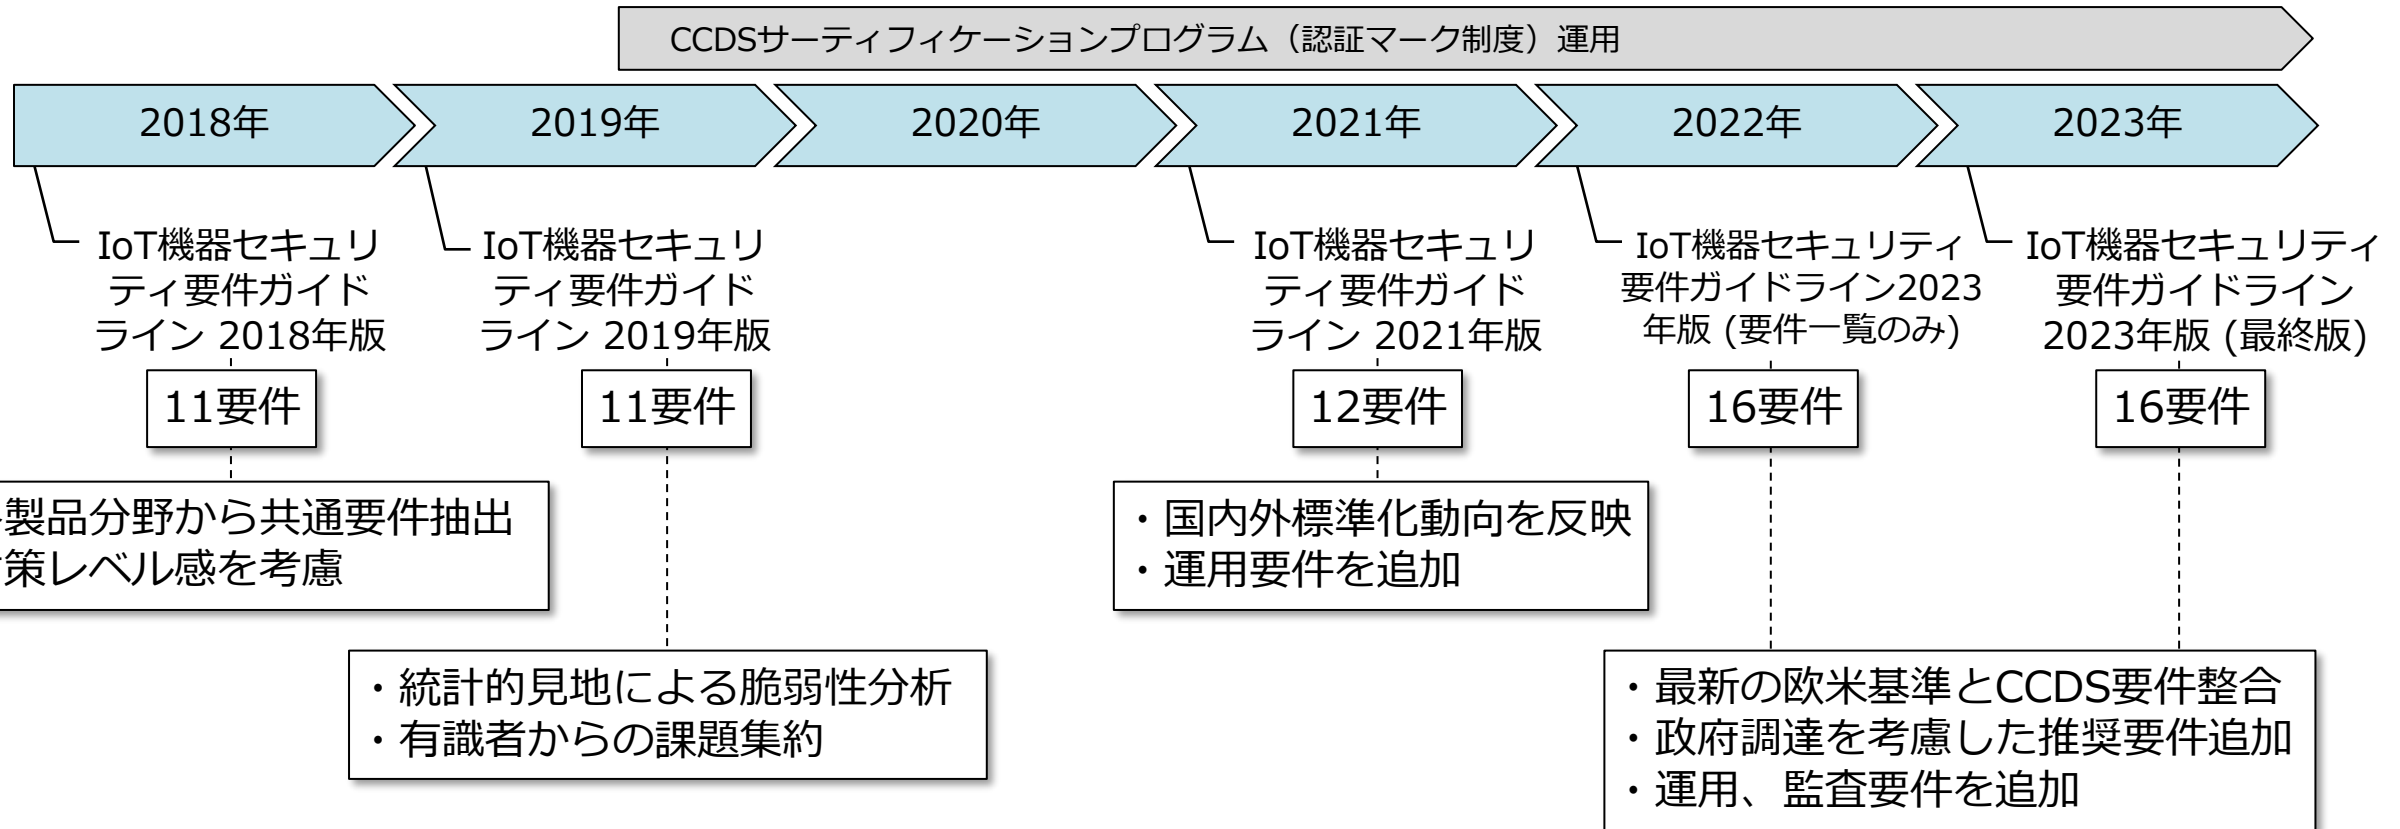 CCDSサーティフィケーションプログラム（認証マーク制度）運用
2018年
2019年
2020年
2021年
2022年
2023年
IoT機器セキュリ
ティ要件ガイド
ライン 2018年版
IoT機器セキュリ
ティ要件ガイド
ライン 2019年版
IoT機器セキュリ
ティ要件ガイド
ライン 2021年版
IoT機器セキュリティ
要件ガイドライン2023
年版 (要件一覧のみ)
IoT機器セキュリティ
要件ガイドライン
2023年版 (最終版)
11要件
11要件
12要件
16要件
16要件
製品分野から共通要件抽出
策レベル感を考慮
・国内外標準化動向を反映
・運用要件を追加
・統計的見地による脆弱性分析
・有識者からの課題集約
・最新の欧米基準とCCDS要件整合
・政府調達を考慮した推奨要件追加
・運用、監査要件を追加